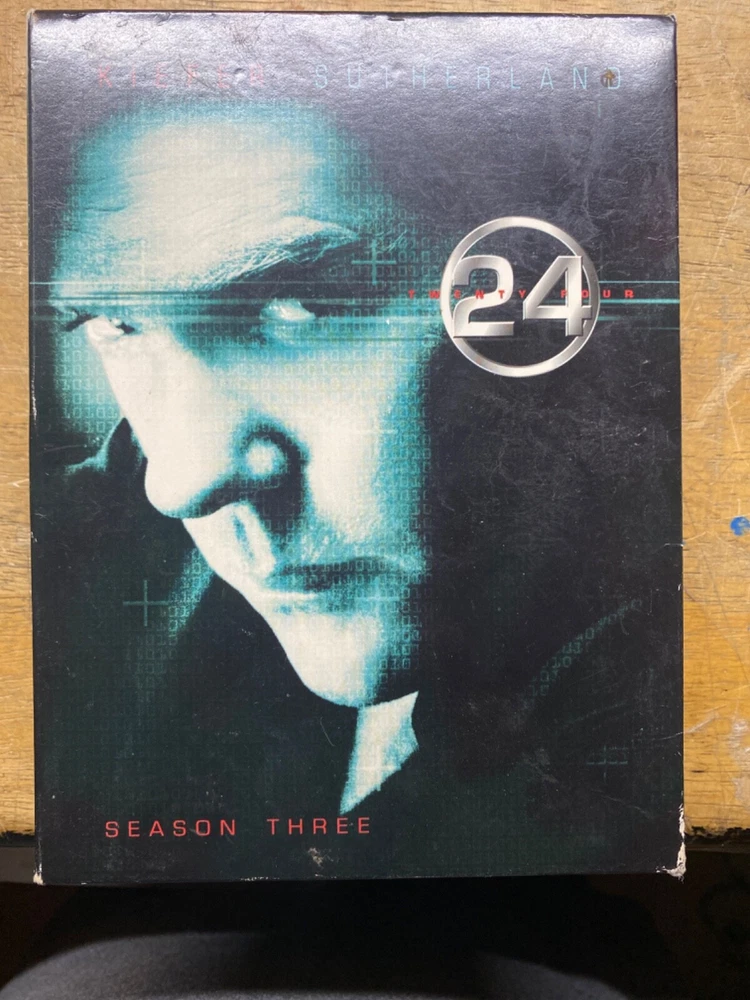 KIEFER SUTHERLAND
24
TWENTY FOUR
SEASON THREE